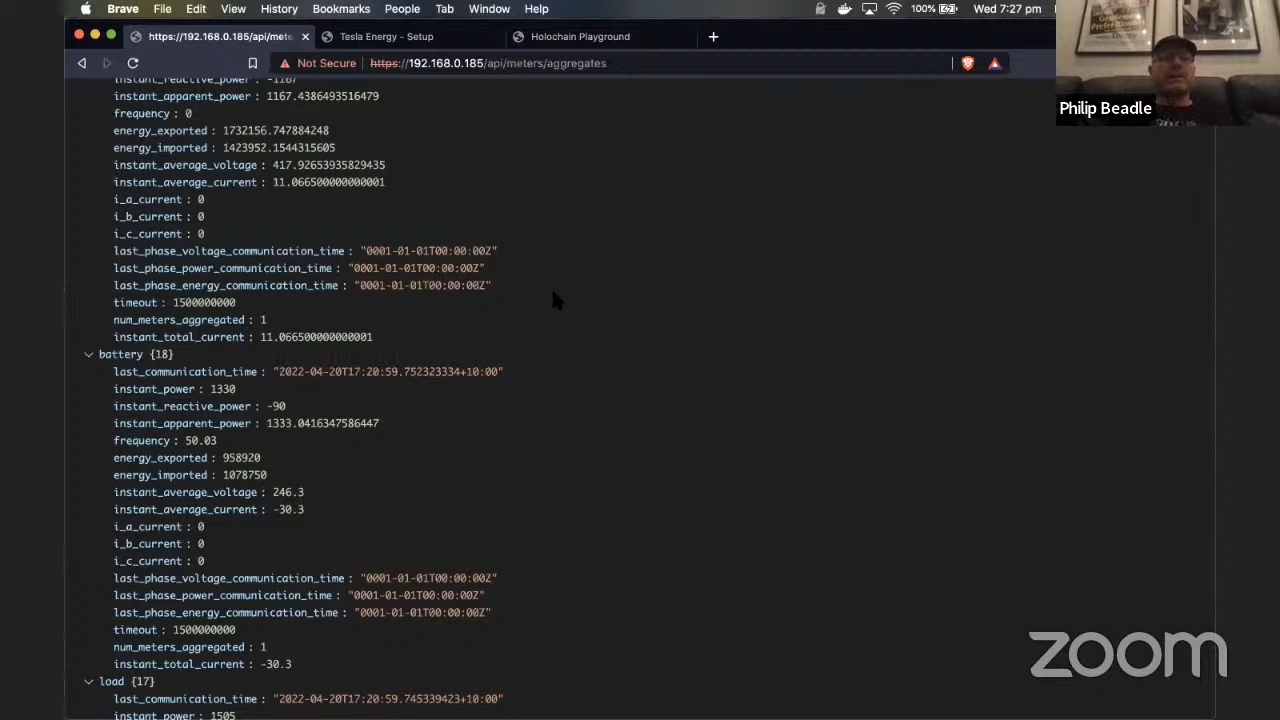 Brave File Edit View History Bookmarks People Tab Window Help 100% Wed 7:27 pm
https://192.168.0.185/api/mete Tesla Energy - Setup Holochain Playground
Not Secure https://192.168.0.185/api/meters/aggregates
Gentlemen
Prefer Blondes
Philip Beadle
instant_reactive_power : -1167
instant_apparent_power : 1167.4386493516479
frequency : 0
energy_exported : 1732156.747884248
energy_imported : 1423952.1544315605
instant_average_voltage : 417.92653935829435
instant_average_current : 11.066500000000001
i_a_current : 0
i_b_current : 0
i_c_current : 0
last_phase_voltage_communication_time : "0001-01-01T00:00:00Z"
last_phase_power_communication_time : "0001-01-01T00:00:00Z"
last_phase_energy_communication_time : "0001-01-01T00:00:00Z"
timeout : 1500000000
num_meters_aggregated : 1
instant_total_current : 11.066500000000001
battery {18}
last_communication_time : "2022-04-20T17:20:59.752323334+10:00"
instant_power : 1330
instant_reactive_power : -90
instant_apparent_power : 1333.0416347586447
frequency : 50.03
energy_exported : 958920
energy_imported : 1078750
instant_average_voltage : 246.3
instant_average_current : -30.3
i_a_current : 0
i_b_current : 0
i_c_current : 0
last_phase_voltage_communication_time : "0001-01-01T00:00:00Z"
last_phase_power_communication_time : "0001-01-01T00:00:00Z"
last_phase_energy_communication_time : "0001-01-01T00:00:00Z"
timeout : 1500000000
num_meters_aggregated : 1
instant_total_current : -30.3
load {17}
last_communication_time : "2022-04-20T17:20:59.745339423+10:00"
instant_power : 1505
zoom